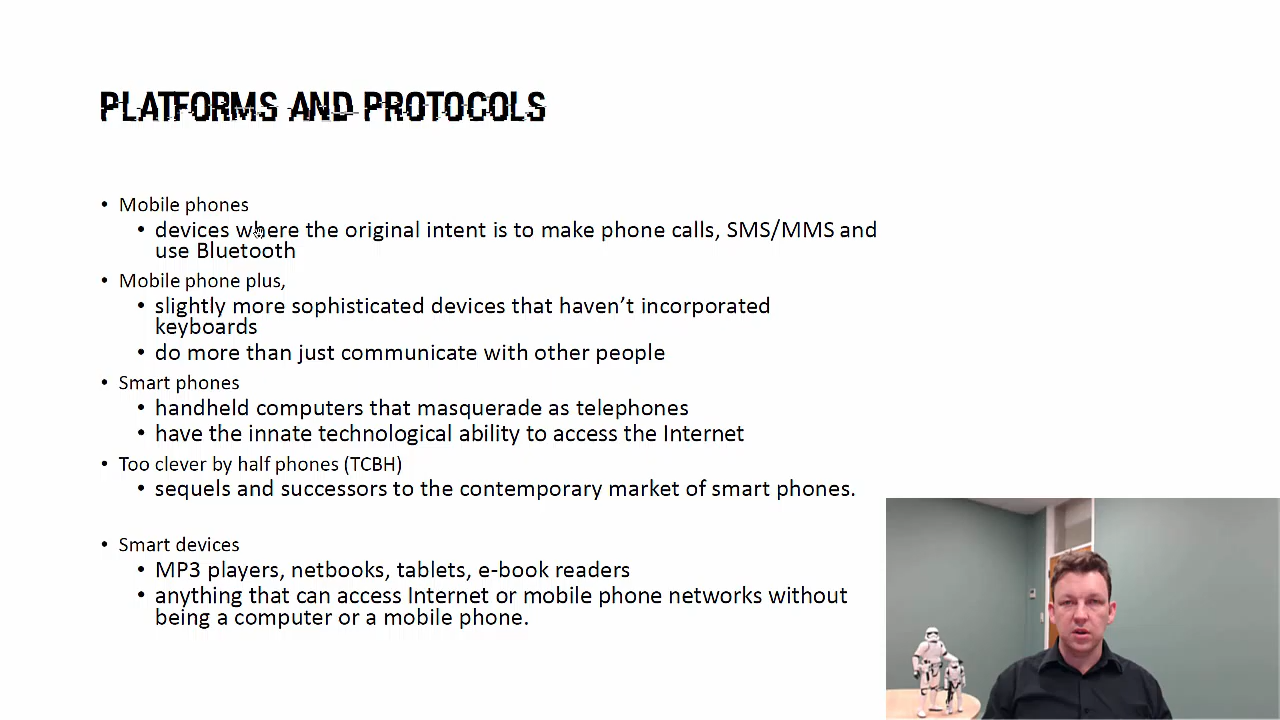 PLATFORMS AND PROTOCOLS
• Mobile phones
• devices where the original intent is to make phone calls, SMS/MMS and
use Bluetooth
• Mobile phone plus,
• slightly more sophisticated devices that haven't incorporated
keyboards
• do more than just communicate with other people
• Smart phones
• handheld computers that masquerade as telephones
• have the innate technological ability to access the Internet
• Too clever by half phones (TCBH)
• sequels and successors to the contemporary market of smart phones.
• Smart devices
• MP3 players, netbooks, tablets, e-book readers
• anything that can access Internet or mobile phone networks without
being a computer or a mobile phone.